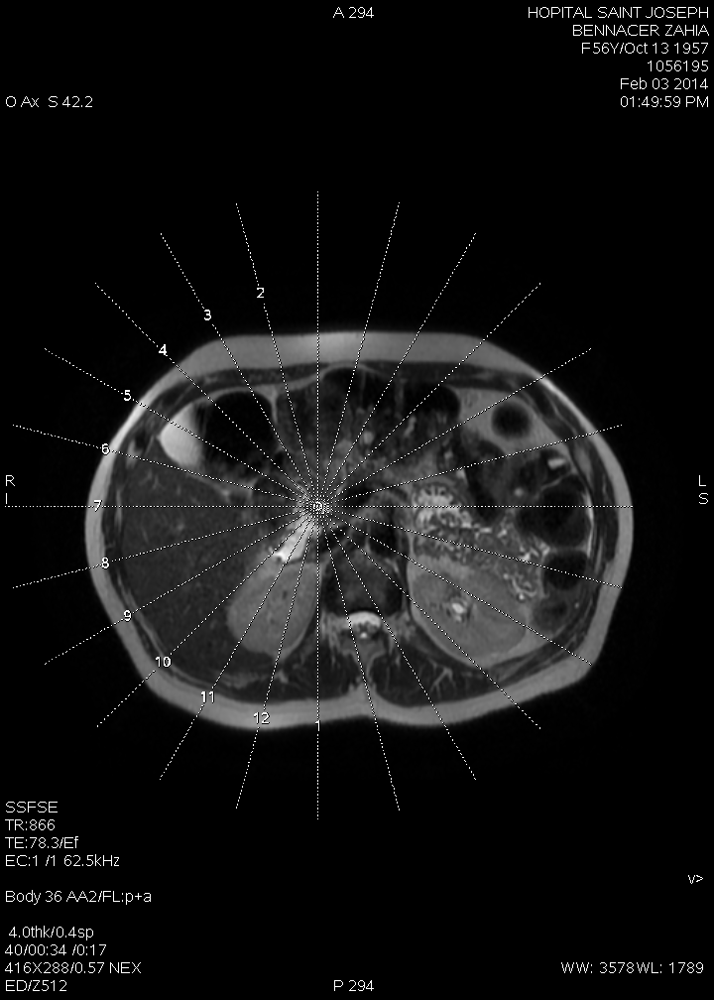 A 294
HOPITAL SAINT JOSEPH
BENNACER ZAHIA
F56Y/Oct 13 1957
1056195
Feb 03 2014
01:49:59 PM
O Ax S 42.2
2
3
4
5
6
R
I
L
S
7
8
9
10
11
12
1
SSFSE
TR:866
TE:78.3/Ef
EC:1 /1 62.5kHz
Body 36 AA2/FL:p+a
4.0thk/0.4sp
40/00:34 /0:17
416X288/0.57 NEX
ED/Z512
v>
WW: 3578WL: 1789
P 294